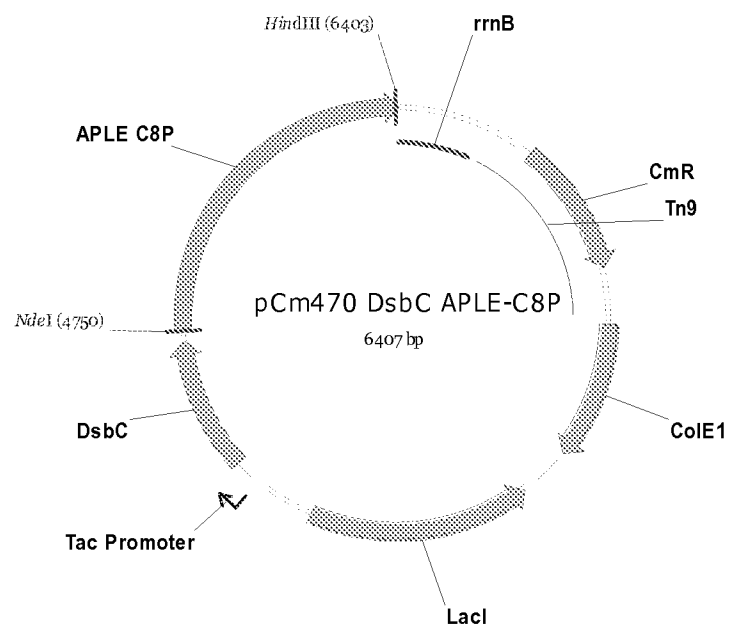 HindIII (6403)
rrnB
APLE C8P
CmR
Tn9
pCm470 DsbC APLE-C8P
6407 bp
NdeI (4750)
DsbC
ColE1
Tac Promoter
LacI